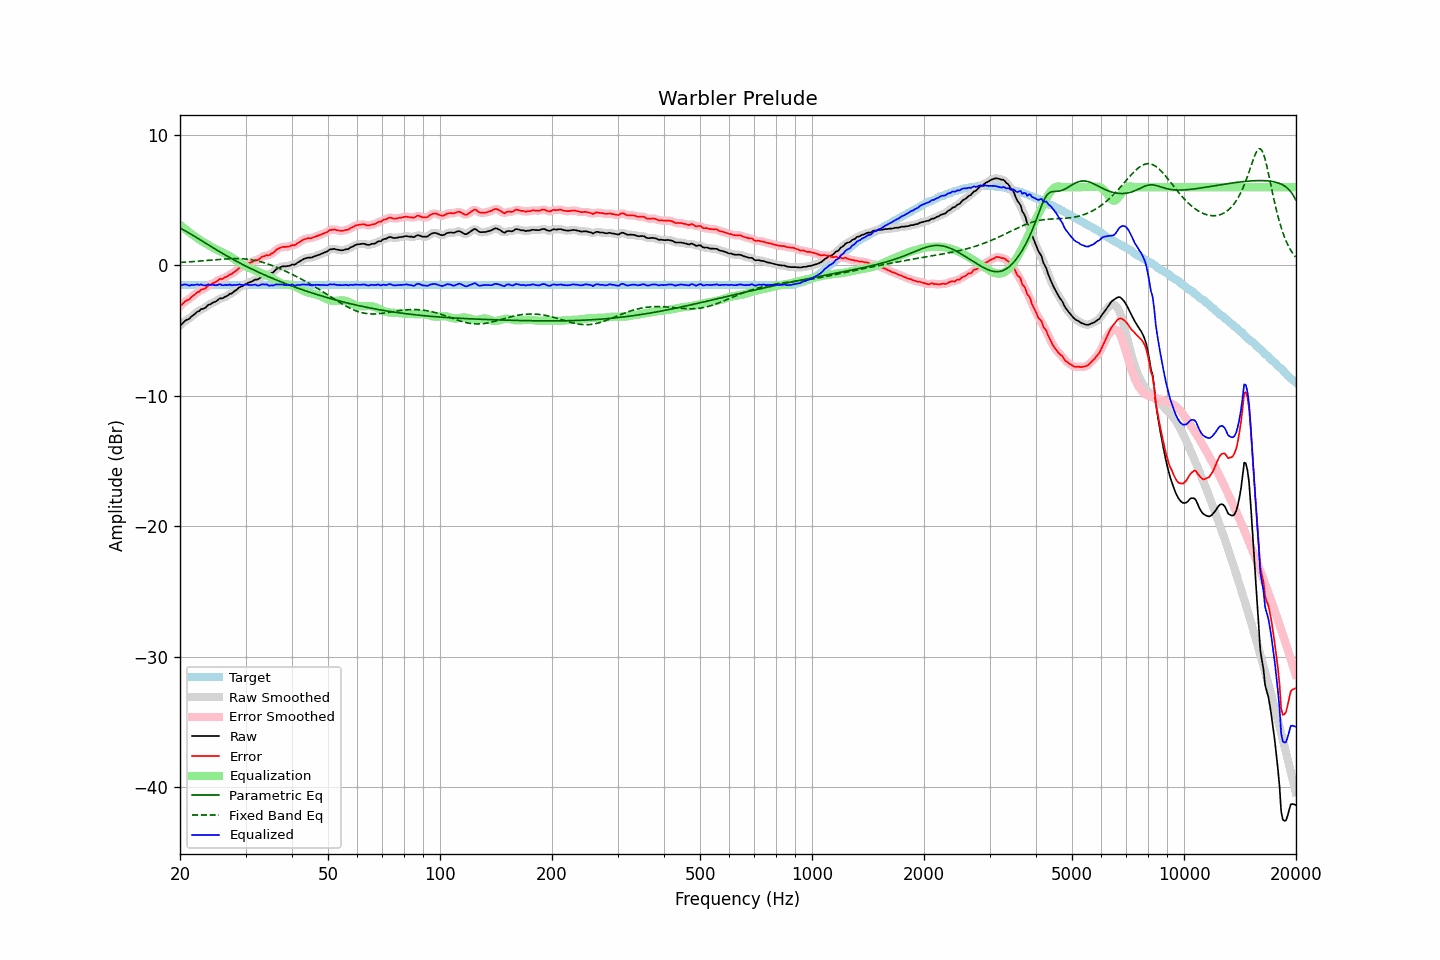 Warbler Prelude
Amplitude (dBr)
10
0
−10
−20
−30
−40
Target
Raw Smoothed
Error Smoothed
Raw
Error
Equalization
Parametric Eq
Fixed Band Eq
Equalized
20 50 100 200 500 1000 2000 5000 10000 20000
Frequency (Hz)